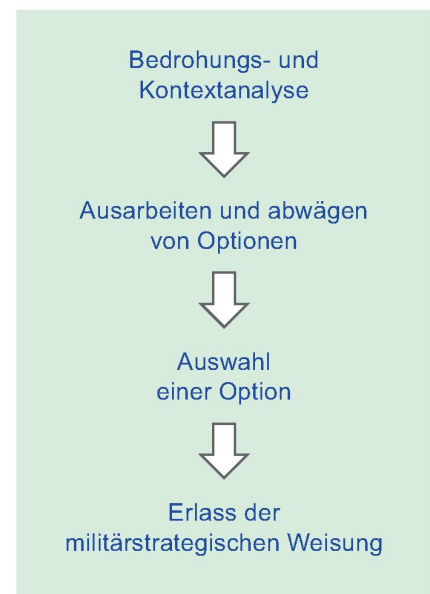 Bedrohungs- und
Kontextanalyse
Ausarbeiten und abwägen
von Optionen
Auswahl
einer Option
Erlass der
militärstrategischen Weisung